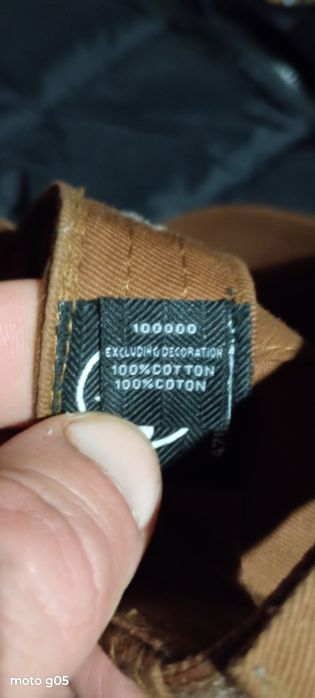 100000
EXCLUDING DECORATION
100%COTTON
100%COTON
moto g05